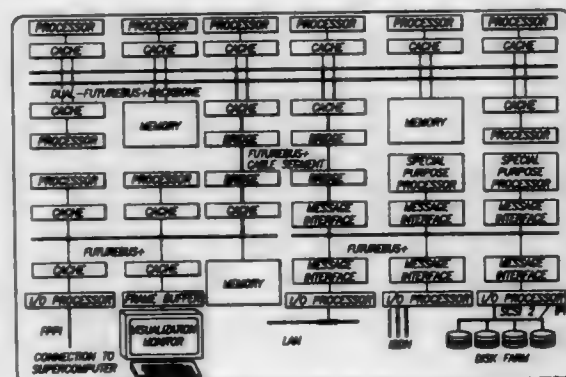 PROCESSOR PROCESSOR PROCESSOR PROCESSOR PROCESSOR PROCESSOR
CACHE CACHE CACHE CACHE CACHE CACHE
DUAL-FUTUREBUS+BACKBONE
CACHE MEMORY CACHE CACHE MEMORY CACHE
PROCESSOR BRIDGE BRIDGE PROCESSOR
FUTUREBUS+
CABLE SEGMENT
PROCESSOR PROCESSOR BRIDGE BRIDGE
SPECIAL
PURPOSE
PROCESSOR
SPECIAL
PURPOSE
PROCESSOR
CACHE CACHE CACHE
MESSAGE
INTERFACE
MESSAGE
INTERFACE
MESSAGE
INTERFACE
FUTUREBUS+ FUTUREBUS+
CACHE CACHE MEMORY
MESSAGE
INTERFACE
MESSAGE
INTERFACE
MESSAGE
INTERFACE
I/O PROCESSOR FRAME BUFFER I/O PROCESSOR I/O PROCESSOR I/O PROCESSOR
SCSI 2
CONNECTION TO
SUPERCOMPUTER
VISUALIZATION
MONITOR
LAN
DISK FARM